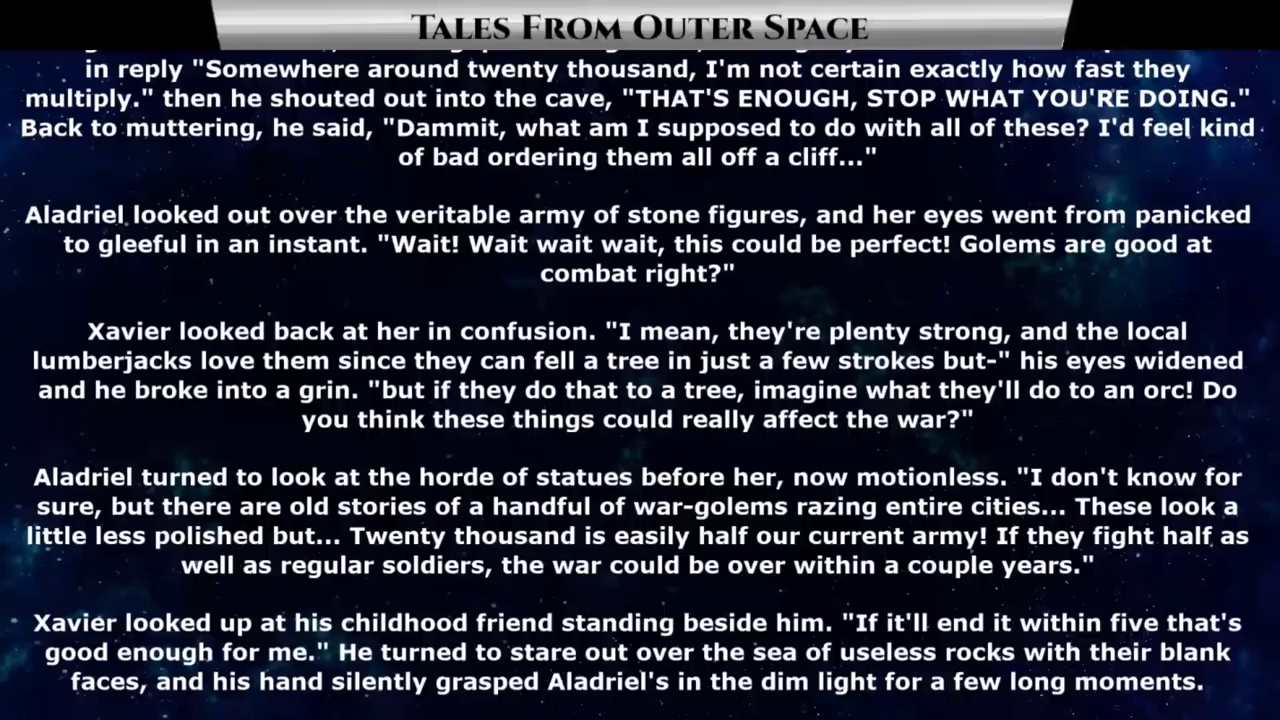 TALES FROM OUTER SPACE
in reply "Somewhere around twenty thousand, I'm not certain exactly how fast they
multiply." then he shouted out into the cave, "THAT'S ENOUGH, STOP WHAT YOU'RE DOING."
Back to muttering, he said, "Dammit, what am I supposed to do with all of these? I'd feel kind
of bad ordering them all off a cliff..."
Aladriel looked out over the veritable army of stone figures, and her eyes went from panicked
to gleeful in an instant. "Wait! Wait wait wait, this could be perfect! Golems are good at
combat right?"
Xavier looked back at her in confusion. "I mean, they're plenty strong, and the local
lumberjacks love them since they can fell a tree in just a few strokes but-" his eyes widened
and he broke into a grin. "but if they do that to a tree, imagine what they'll do to an orc! Do
you think these things could really affect the war?"
Aladriel turned to look at the horde of statues before her, now motionless. "I don't know for
sure, but there are old stories of a handful of war-golems razing entire cities... These look a
little less polished but... Twenty thousand is easily half our current army! If they fight half as
well as regular soldiers, the war could be over within a couple years."
Xavier looked up at his childhood friend standing beside him. "If it'll end it within five that's
good enough for me." He turned to stare out over the sea of useless rocks with their blank
faces, and his hand silently grasped Aladriel's in the dim light for a few long moments.